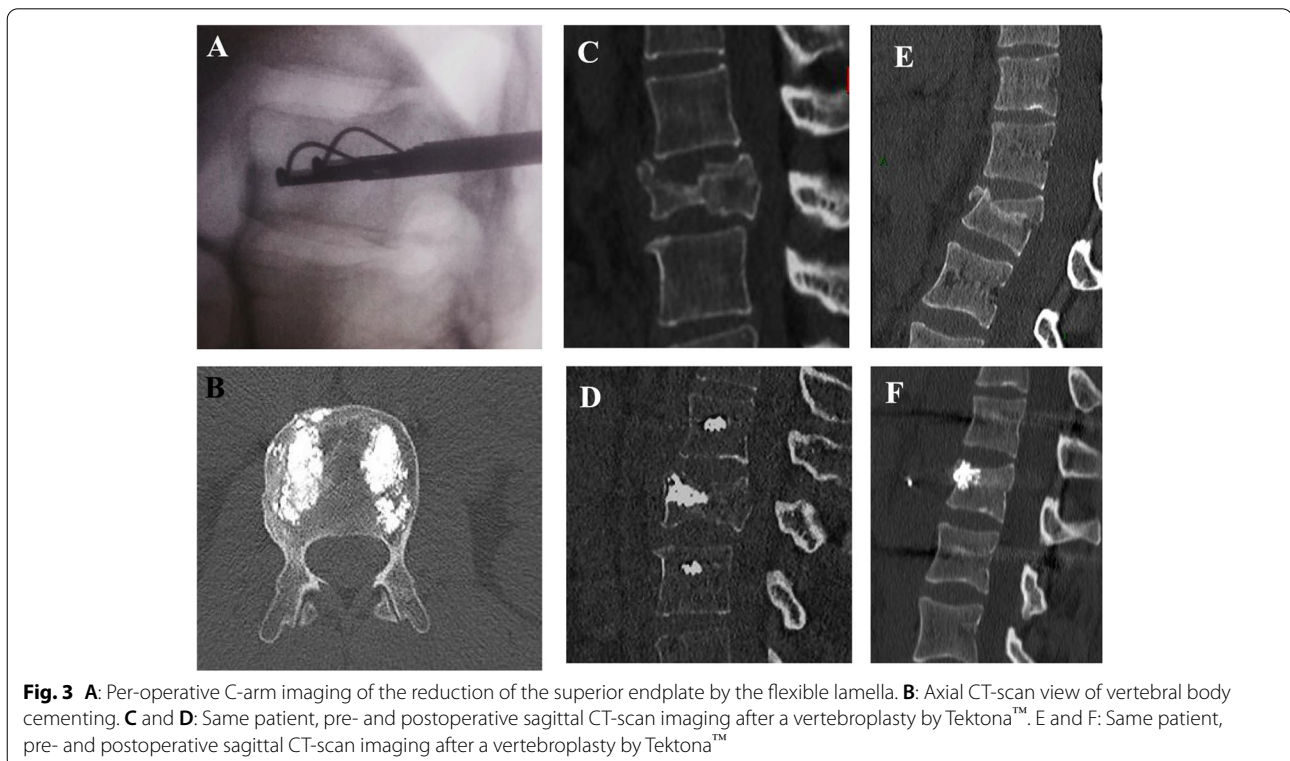 A
C
E
B
D
F
Fig. 3 A: Per-operative C-arm imaging of the reduction of the superior endplate by the flexible lamella. B: Axial CT-scan view of vertebral body
cementing. C and D: Same patient, pre- and postoperative sagittal CT-scan imaging after a vertebroplasty by Tektona™. E and F: Same patient,
pre- and postoperative sagittal CT-scan imaging after a vertebroplasty by Tektona™